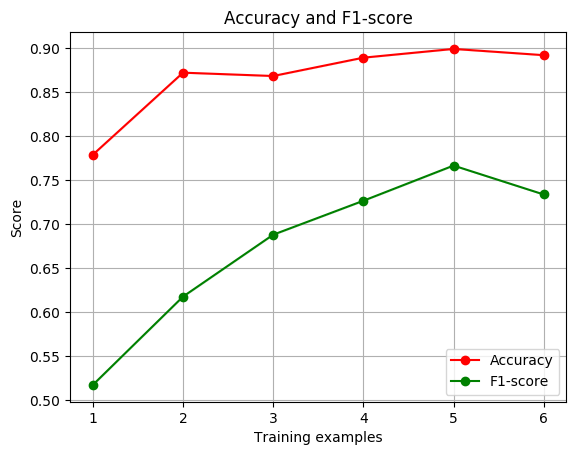 Accuracy and F1-score
0.90
0.85
0.80
0.75
0.70
0.65
0.60
0.55
0.50
Score
1 2 3 4 5 6
Training examples
Accuracy
F1-score